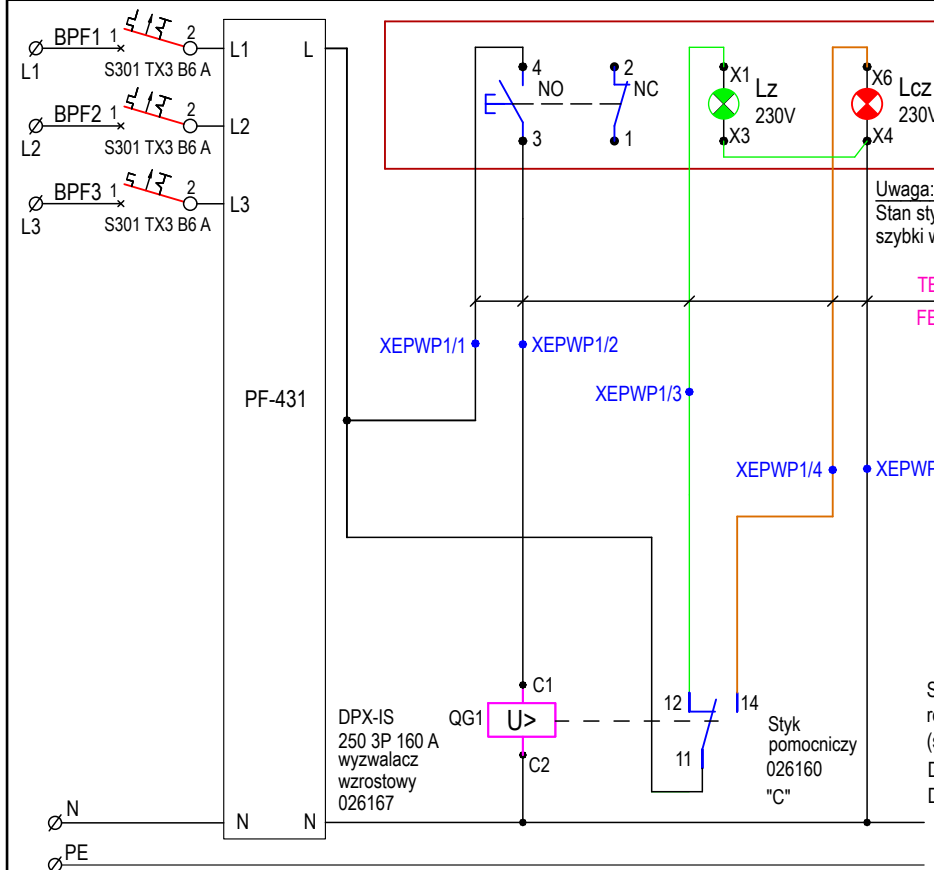 BPF1 1 2
L1
S301 TX3 B6 A
L1 L
BPF2 1 2
L2
S301 TX3 B6 A
L2
BPF3 1 2
L3
S301 TX3 B6 A
L3
4
NO
3
2
NC
1
X1
Lz
230V
X3
X6
Lcz
230V
X4
Uwaga:
Stan
szybki
XEPWP1/1
XEPWP1/2
XEPWP1/3
XEPWP1/4
PF-431
DPX-IS
250 3P 160 A
wyzwalacz
wzrostowy
026167
QG1
U>
C1
C2
12
14
11
Styk
pomocniczy
026160
"C"
N
N N
PE